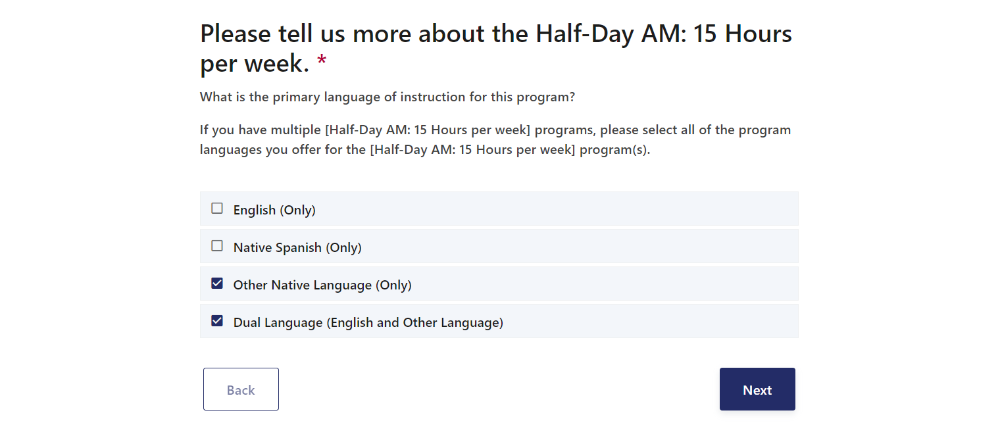 Please tell us more about the Half-Day AM: 15 Hours
per week. *
What is the primary language of instruction for this program?
If you have multiple [Half-Day AM: 15 Hours per week] programs, please select all of the program
languages you offer for the [Half-Day AM: 15 Hours per week] program(s).
English (Only)
Native Spanish (Only)
Other Native Language (Only)
Dual Language (English and Other Language)
Back
Next